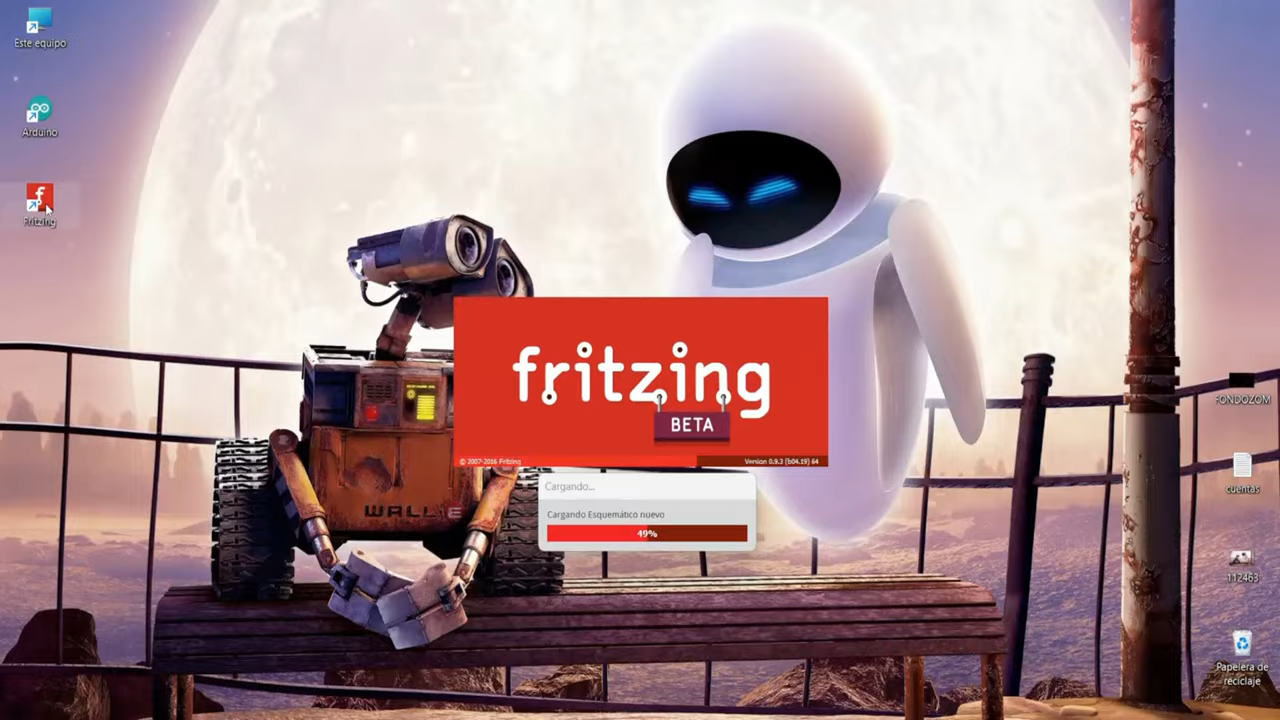 Este equipo
Arduino
Fritzing
WALL·E
fritzing
BETA
© 2007-2016 Fritzing
Version 0.9.3 (b04.19) 64
Cargando...
Cargando Esquemático nuevo
49%
FONDOZOM
cuentas
112463
Papelera de
reciclaje